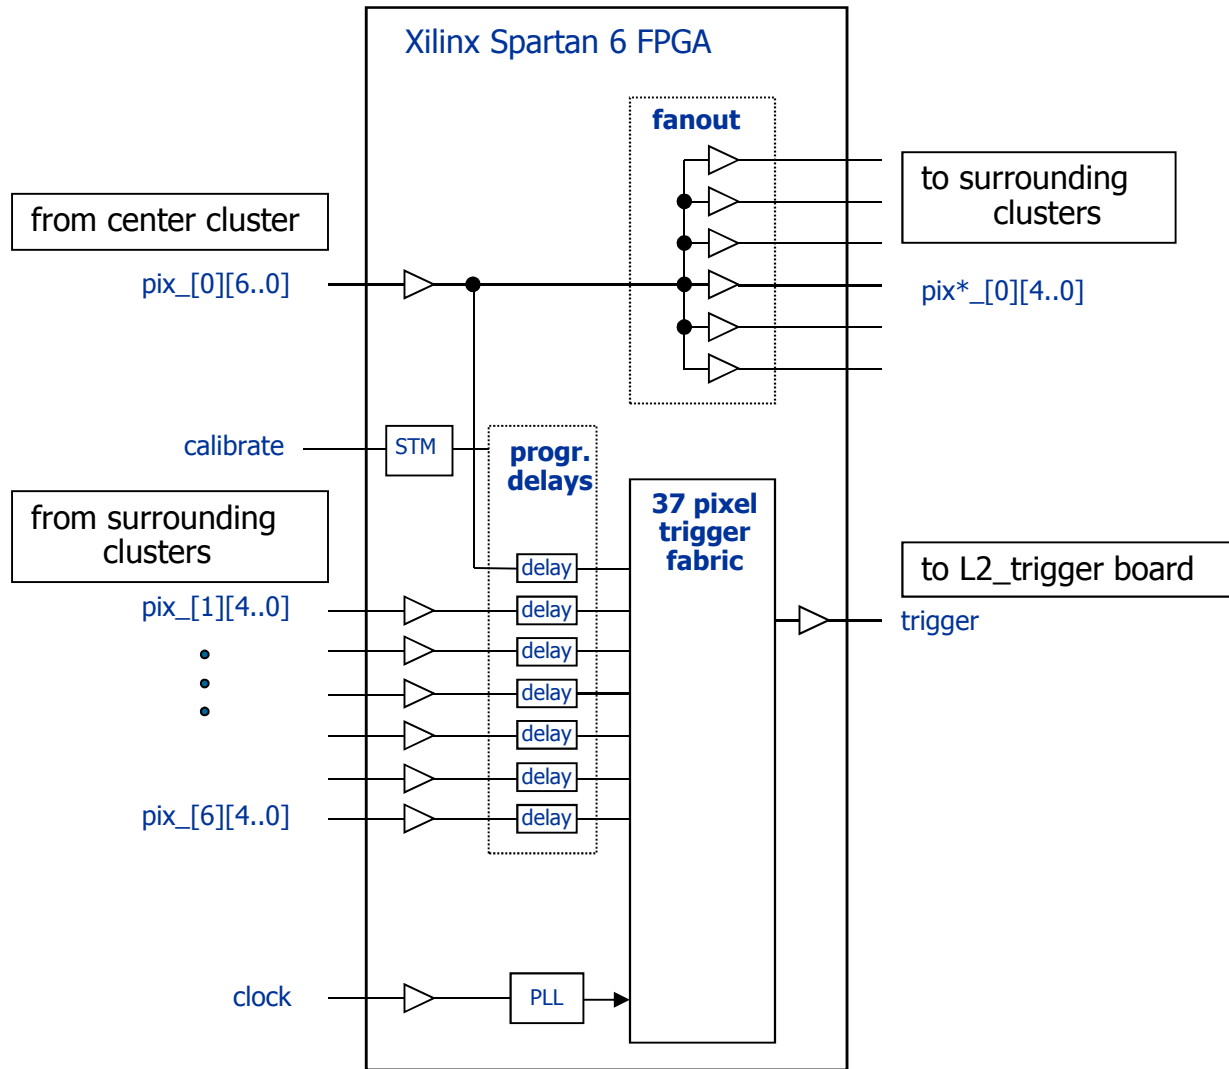 Xilinx Spartan 6 FPGA
fanout
to surrounding
clusters
from center cluster
pix_[0][6..0]
pix*_[0][4..0]
calibrate
STM
progr.
delays
from surrounding
clusters
37 pixel
trigger
fabric
delay
to L2_trigger board
pix_[1][4..0]
delay
trigger
delay
delay
delay
delay
pix_[6][4..0]
delay
clock
PLL